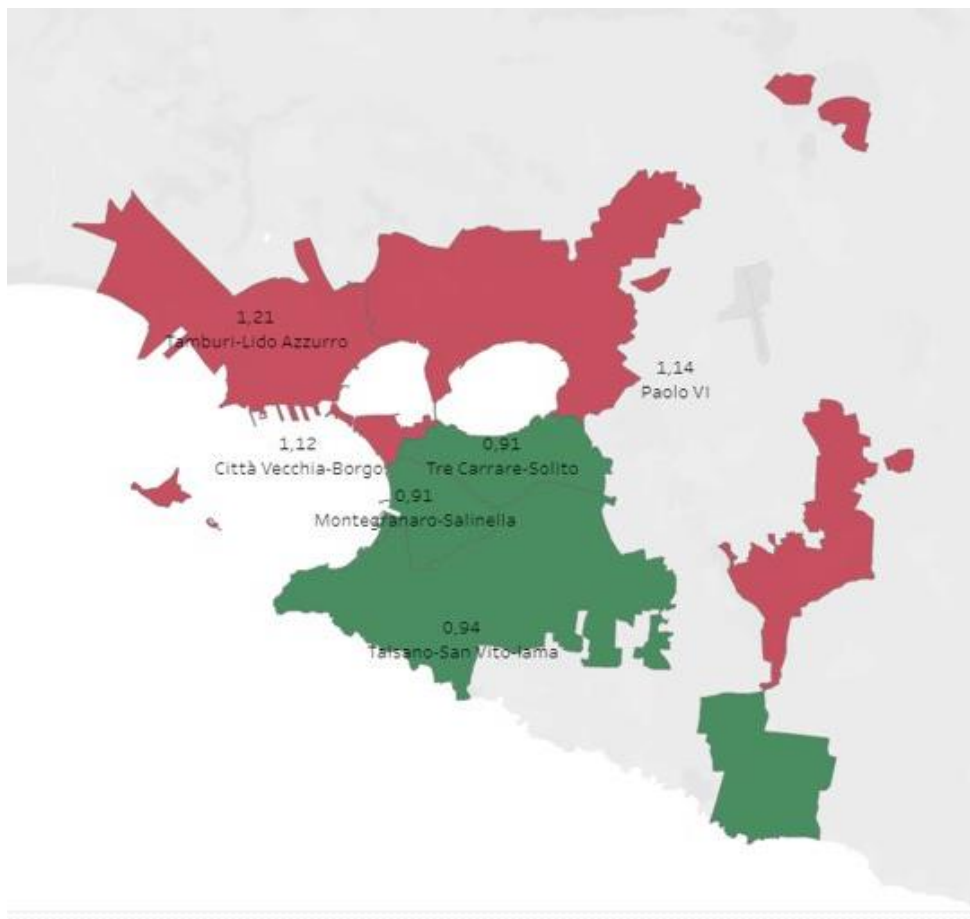 1,21
Tamburi-Lido Azzurro
1,14
Paolo VI
1,12
Città Vecchia-Borgo
0,91
Tre Carrare-Solito
0,91
Montegranaro-Salinella
0,94
Talsano-San Vito-lama